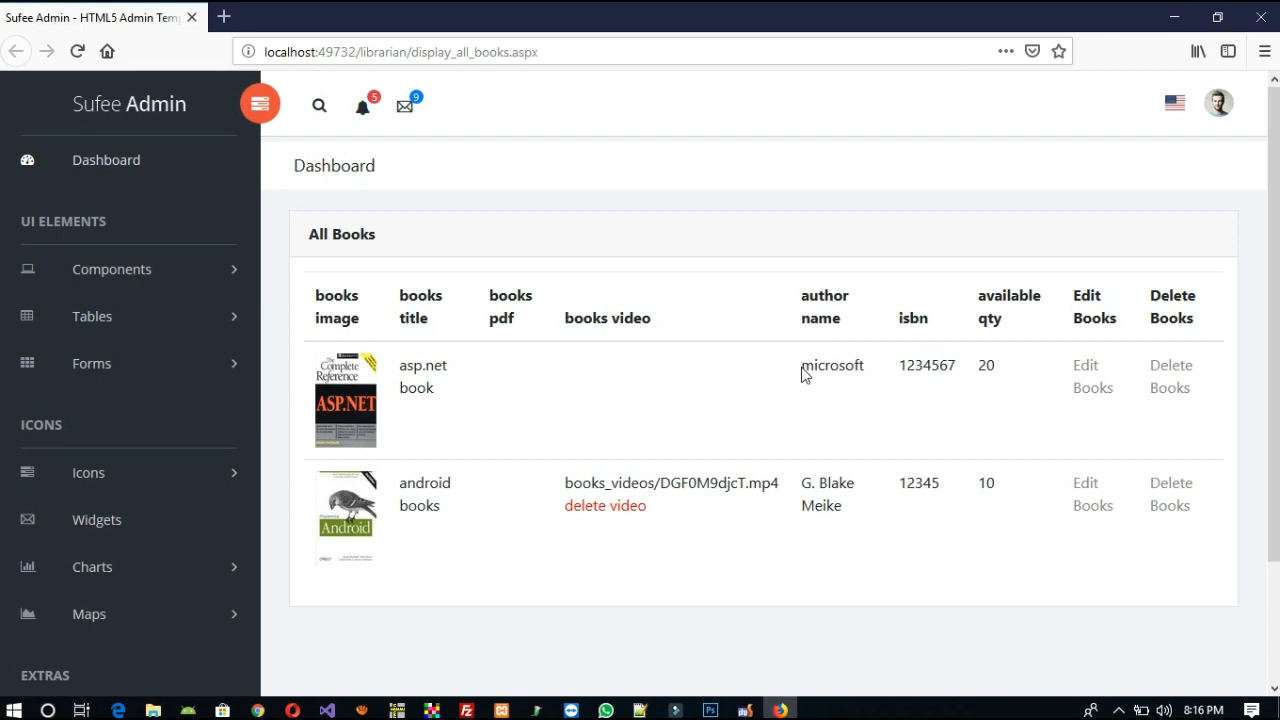 Sufee Admin - HTML5 Admin Temp
localhost:49732/librarian/display_all_books.aspx
Sufee Admin
5
9
Dashboard
Dashboard
UI ELEMENTS
Components
Tables
Forms
ICONS
Icons
Widgets
Charts
Maps
EXTRAS
All Books
books image
books title
books pdf
books video
author name
isbn
available qty
Edit Books
Delete Books
The Complete Reference
ASP.NET
asp.net book
microsoft
1234567
20
Edit Books
Delete Books
Android
android books
books_videos/DGF0M9djcT.mp4
delete video
G. Blake Meike
12345
10
Edit Books
Delete Books
8:16 PM